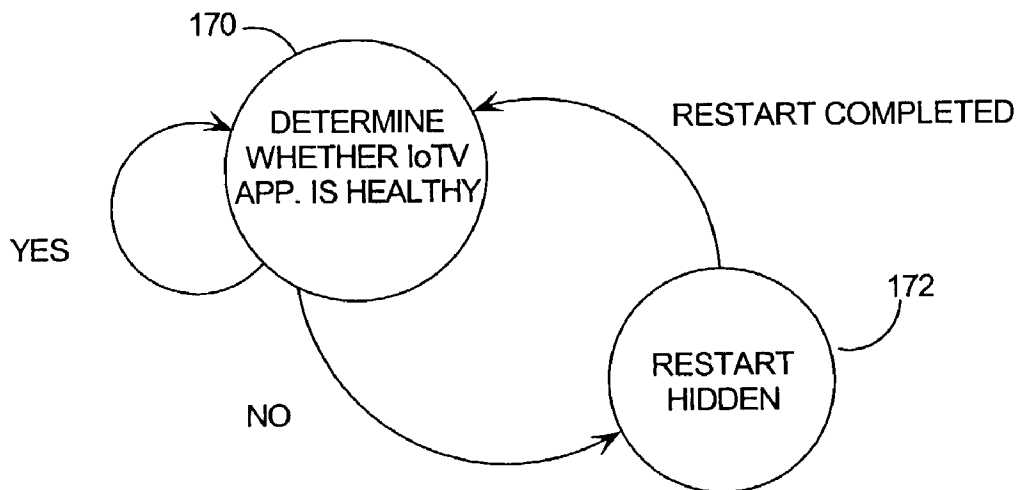 170
DETERMINE
WHETHER IoTV
APP. IS HEALTHY
RESTART COMPLETED
YES
172
RESTART
HIDDEN
NO